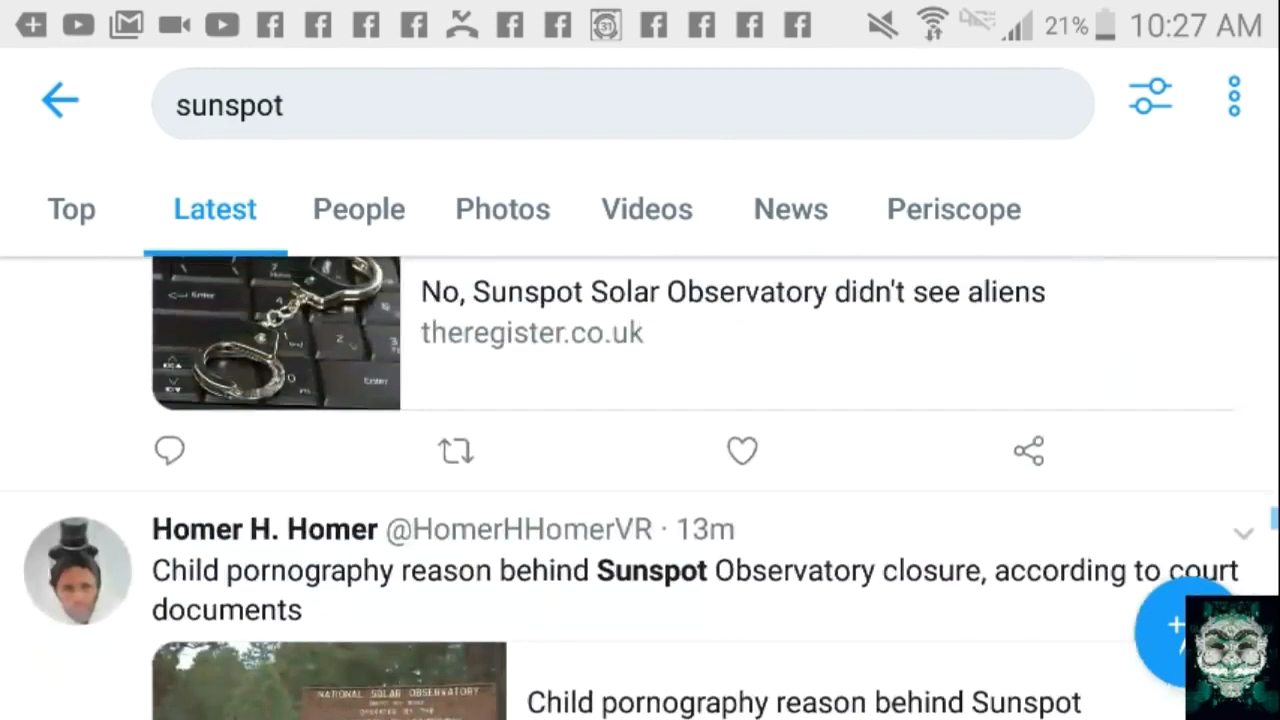 21% 10:27 AM
sunspot
Top Latest People Photos Videos News Periscope
No, Sunspot Solar Observatory didn't see aliens
theregister.co.uk
Homer H. Homer @HomerHHomerVR · 13m
Child pornography reason behind Sunspot Observatory closure, according to court
documents
NATIONAL SOLAR OBSERVATORY
Child pornography reason behind Sunspot